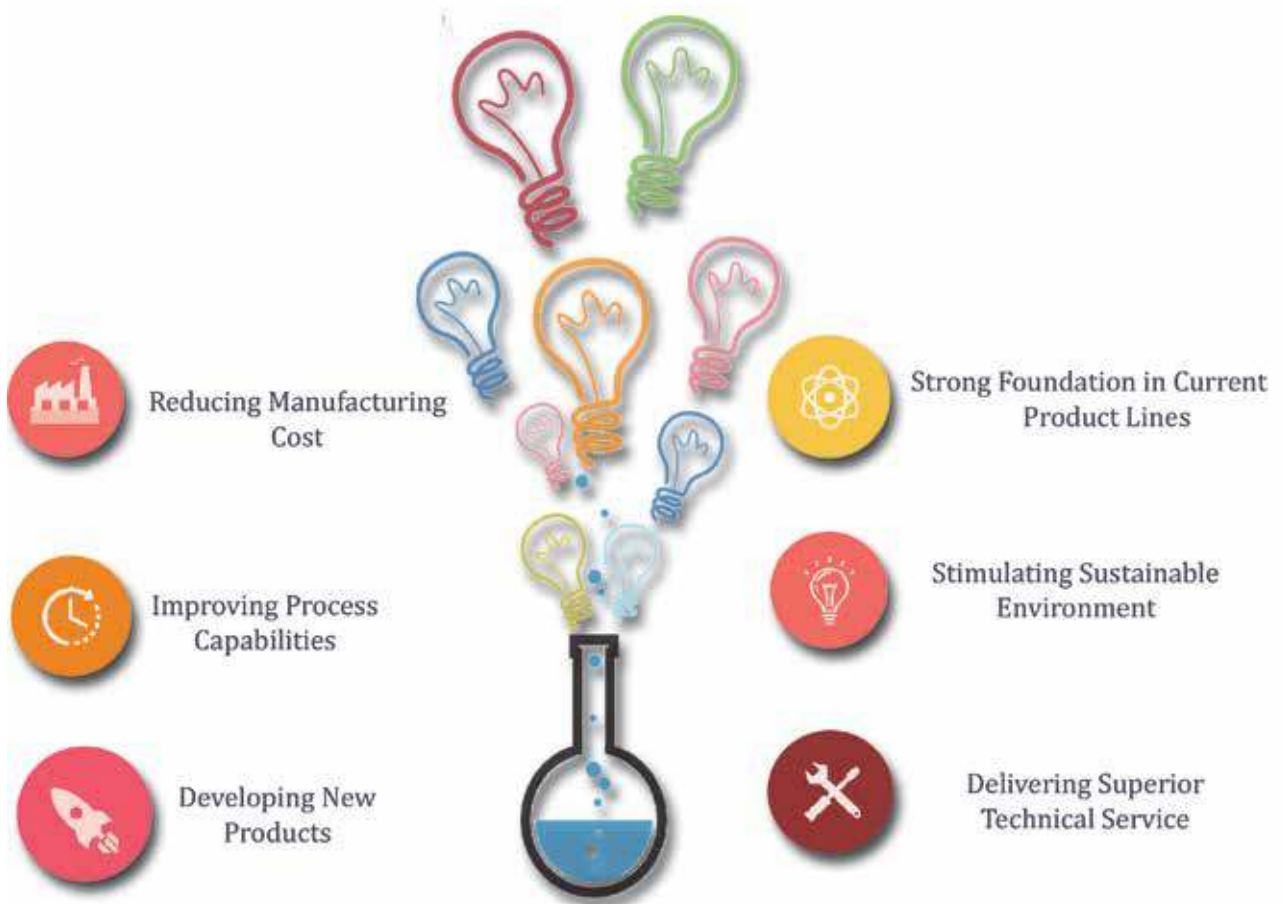 Reducing Manufacturing
Cost
Improving Process
Capabilities
Developing New
Products
Strong Foundation in Current
Product Lines
Stimulating Sustainable
Environment
Delivering Superior
Technical Service